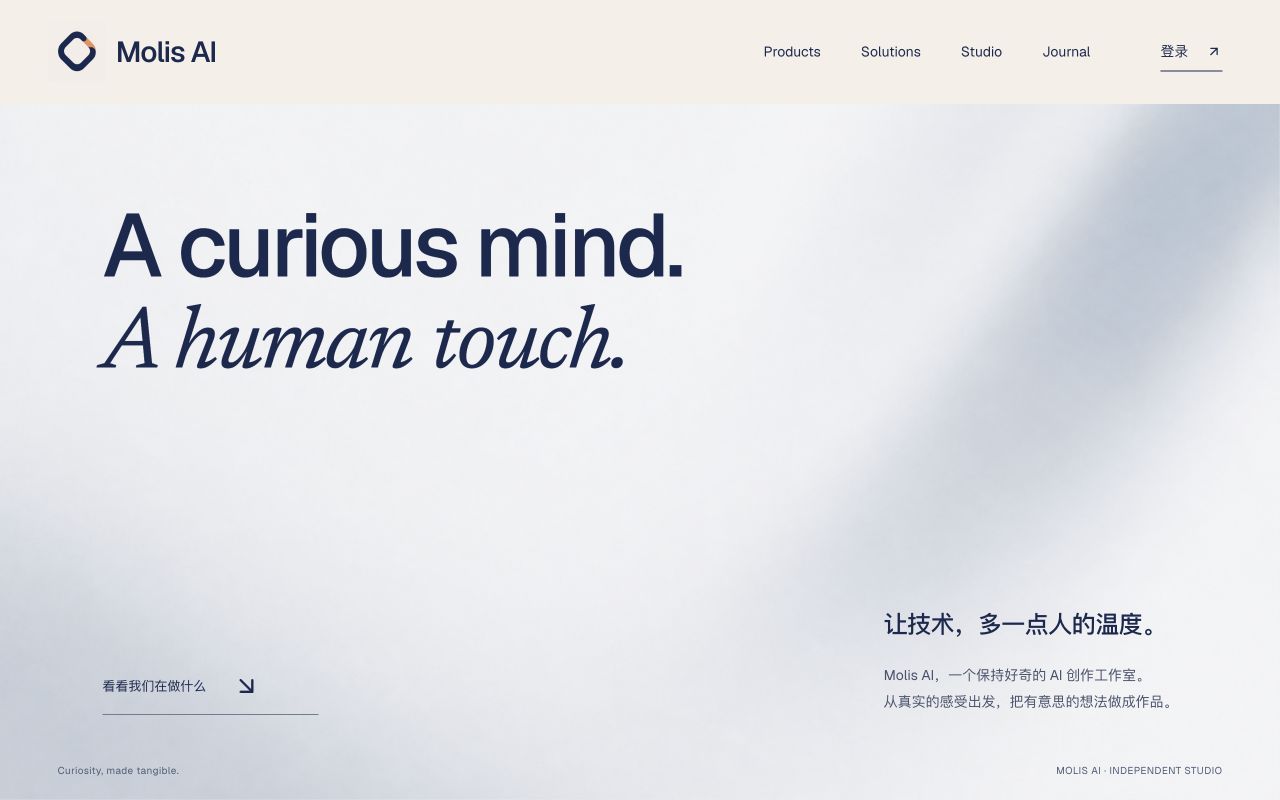 Molis AI
Products
Solutions
Studio
Journal
登录
A curious mind.
A human touch.
让技术，多一点人的温度。
Molis AI，一个保持好奇的 AI 创作工作室。
从真实的感受出发，把有意思的想法做成作品。
看看我们在做什么
Curiosity, made tangible.
MOLIS AI · INDEPENDENT STUDIO